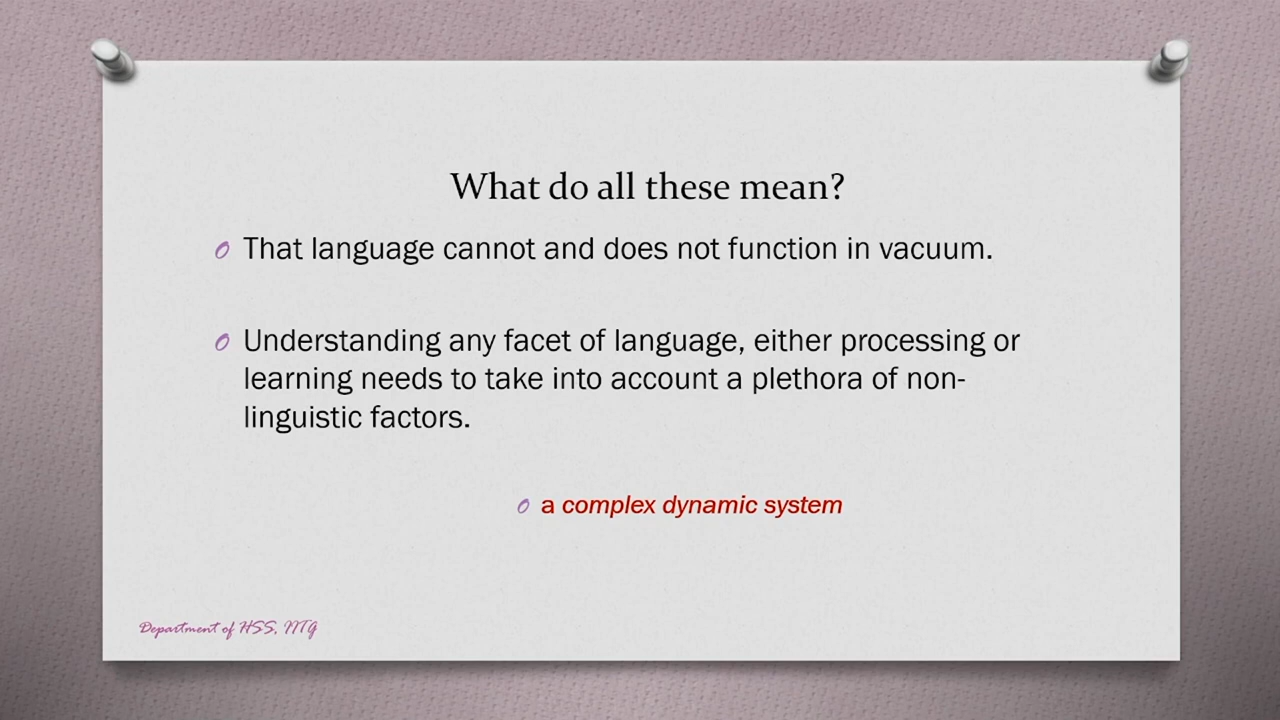 What do all these mean?
That language cannot and does not function in vacuum.
Understanding any facet of language, either processing or
learning needs to take into account a plethora of non-
linguistic factors.
a complex dynamic system
Department of HSS, IITG